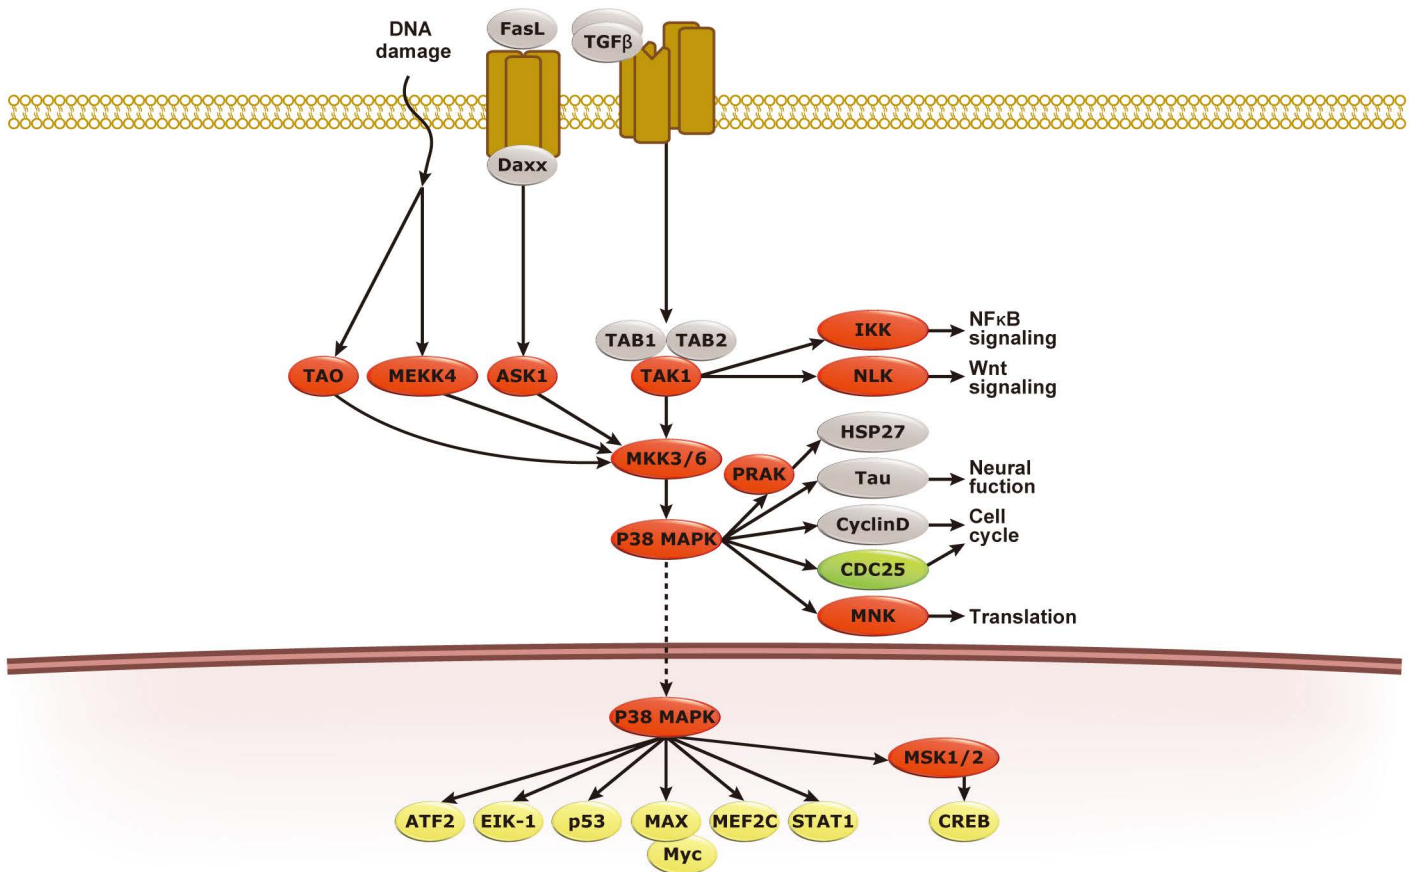 DNA
damage
FasL
TGFβ
Daxx
TAB1
TAB2
IKK
NFκB
signaling
TAO
MEKK4
ASK1
TAK1
NLK
Wnt
signaling
HSP27
MKK3/6
PRAK
Tau
Neural
fuction
P38 MAPK
CyclinD
Cell
cycle
CDC25
MNK
Translation
P38 MAPK
MSK1/2
ATF2
EIK-1
p53
MAX
MEF2C
STAT1
CREB
Myc